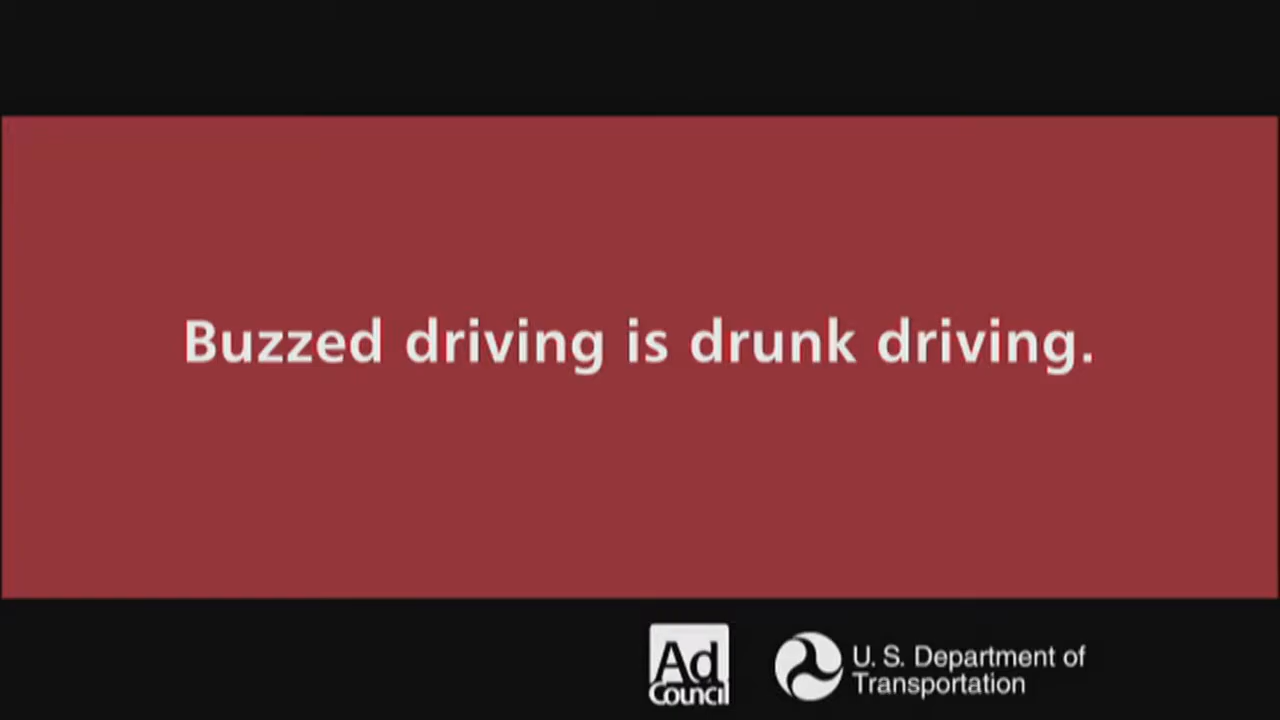 Buzzed driving is drunk driving.
Ad
Council
U. S. Department of
Transportation